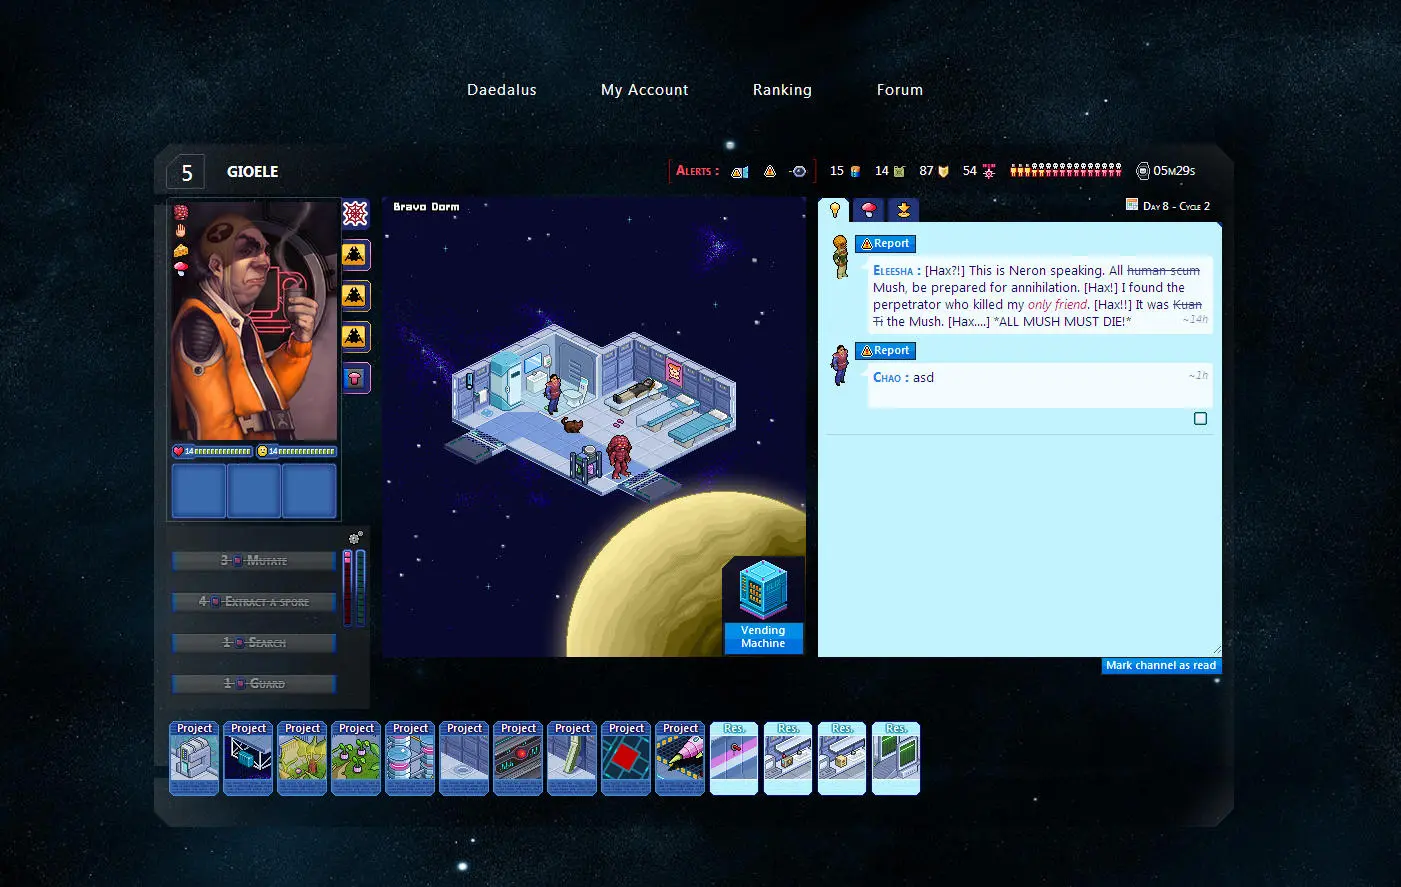 Daedalus My Account Ranking Forum
5 GIOELE
Alerts : 15 14 87 54 05m29s
Bravo Dorm
Day 8 - Cycle 2
Report
Eleesha : [Hax?!] This is Neron speaking. All human scum
Mush, be prepared for annihilation. [Hax!] I found the
perpetrator who killed my only friend. [Hax!!] It was Kuan
Ti the Mush. [Hax....] *ALL MUSH MUST DIE!* ~14h
Report
Chao : asd ~1h
14 14
3 Mutate
4 Extract a spore
1 Search
1 Guard
Vending
Machine
Mark channel as read
Project Project Project Project Project Project Project Project Project Project Res. Res. Res. Res.